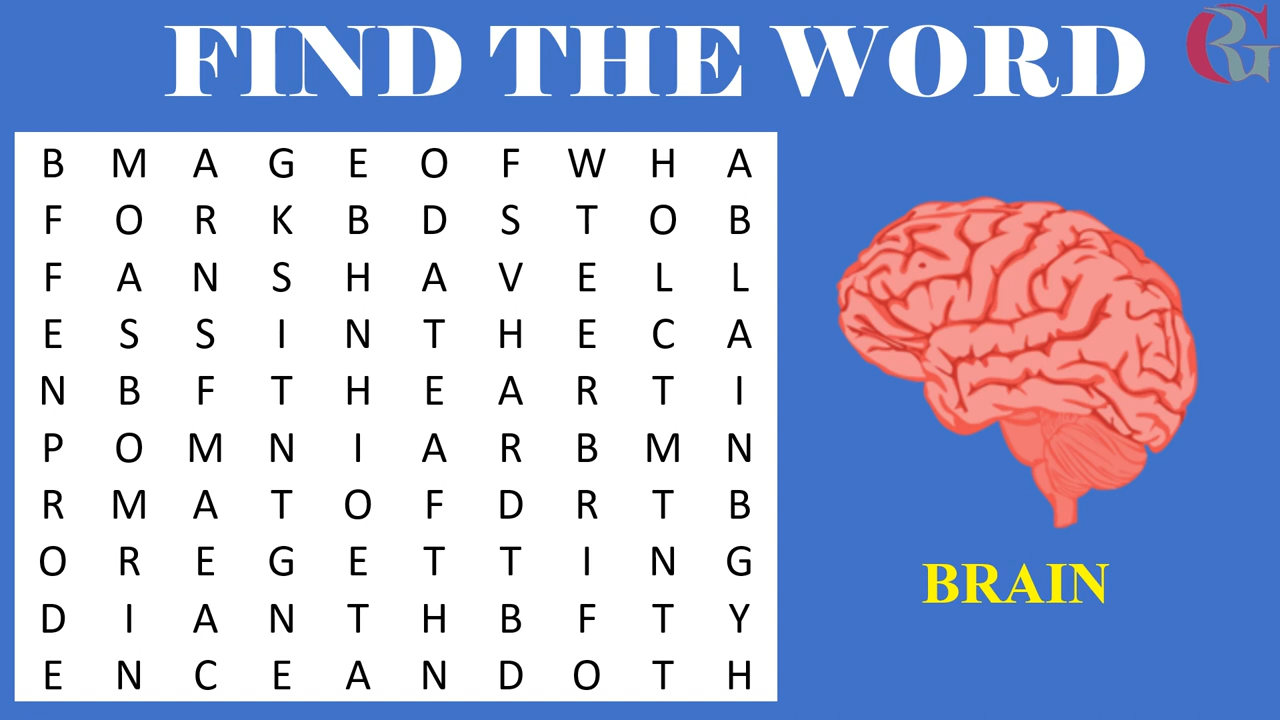 FIND THE WORD
B M A G E O F W H A
F O R K B D S T O B
F A N S H A V E L L
E S S I N T H E C A
N B F T H E A R T I
P O M N I A R B M N
R M A T O F D R T B
O R E G E T T I N G
D I A N T H B F T Y
E N C E A N D O T H
BRAIN